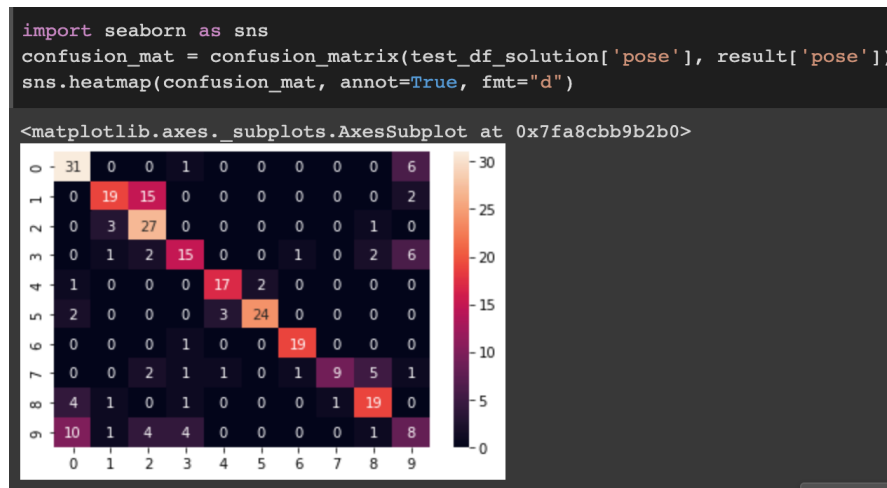 import seaborn as sns
confusion_mat = confusion_matrix(test_df_solution['pose'], result['pose'])
sns.heatmap(confusion_mat, annot=True, fmt="d")
<matplotlib.axes._subplots.AxesSubplot at 0x7fa8cbb9b2b0>
0 31 0 0 1 0 0 0 0 0 6
1 0 19 15 0 0 0 0 0 0 2
2 0 3 27 0 0 0 0 0 1 0
3 0 1 2 15 0 0 1 0 2 6
4 1 0 0 0 17 2 0 0 0 0
5 2 0 0 0 3 24 0 0 0 0
6 0 0 0 1 0 0 19 0 0 0
7 0 0 2 1 1 0 1 9 5 1
8 4 1 0 1 0 0 0 1 19 0
9 10 1 4 4 0 0 0 0 1 8
0 1 2 3 4 5 6 7 8 9
30
25
20
15
10
5
0